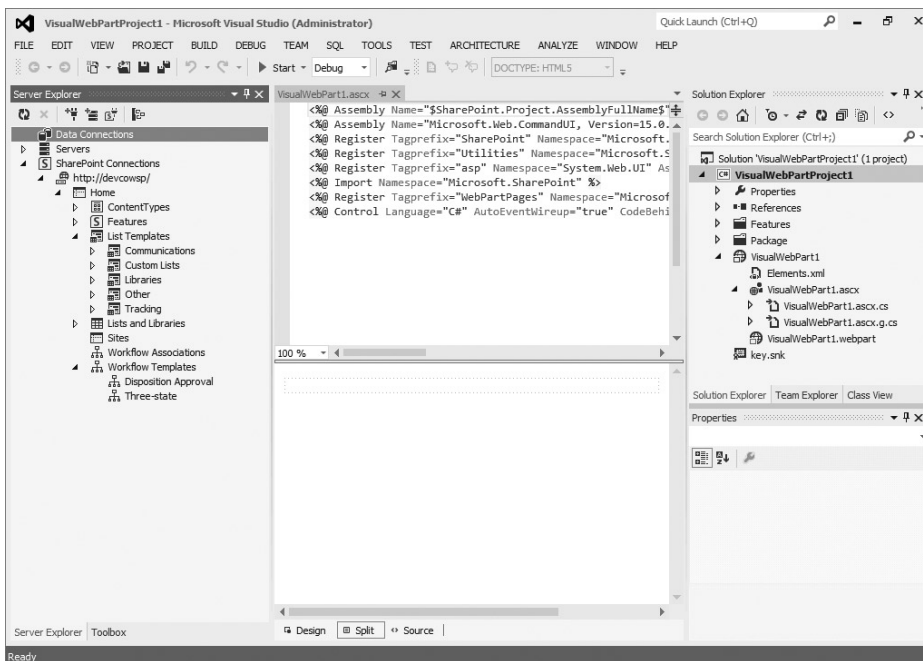 VisualWebPartProject1 - Microsoft Visual Studio (Administrator)
Quick Launch (Ctrl+Q)
FILE EDIT VIEW PROJECT BUILD DEBUG TEAM SQL TOOLS TEST ARCHITECTURE ANALYZE WINDOW HELP
Start Debug DOCTYPE: HTML5
Server Explorer
Data Connections
Servers
SharePoint Connections
http://devcowsp/
Home
ContentTypes
Features
List Templates
Communications
Custom Lists
Libraries
Other
Tracking
Lists and Libraries
Sites
Workflow Associations
Workflow Templates
Disposition Approval
Three-state
Server Explorer Toolbox
VisualWebPart1.ascx
<%@ Assembly Name="$SharePoint.Project.AssemblyFullName$"
<%@ Assembly Name="Microsoft.Web.CommandUI, Version=15.0.
<%@ Register Tagprefix="SharePoint" Namespace="Microsoft.
<%@ Register Tagprefix="Utilities" Namespace="Microsoft.S
<%@ Register Tagprefix="asp" Namespace="System.Web.UI" As
<%@ Import Namespace="Microsoft.SharePoint" %>
<%@ Register Tagprefix="WebPartPages" Namespace="Microsof
<%@ Control Language="C#" AutoEventWireup="true" CodeBehi
100 %
Design Split Source
Solution Explorer
Search Solution Explorer (Ctrl+;)
Solution 'VisualWebPartProject1' (1 project)
C# VisualWebPartProject1
Properties
References
Features
Package
VisualWebPart1
Elements.xml
VisualWebPart1.ascx
VisualWebPart1.ascx.cs
VisualWebPart1.ascx.g.cs
VisualWebPart1.webpart
key.snk
Solution Explorer Team Explorer Class View
Properties
Ready